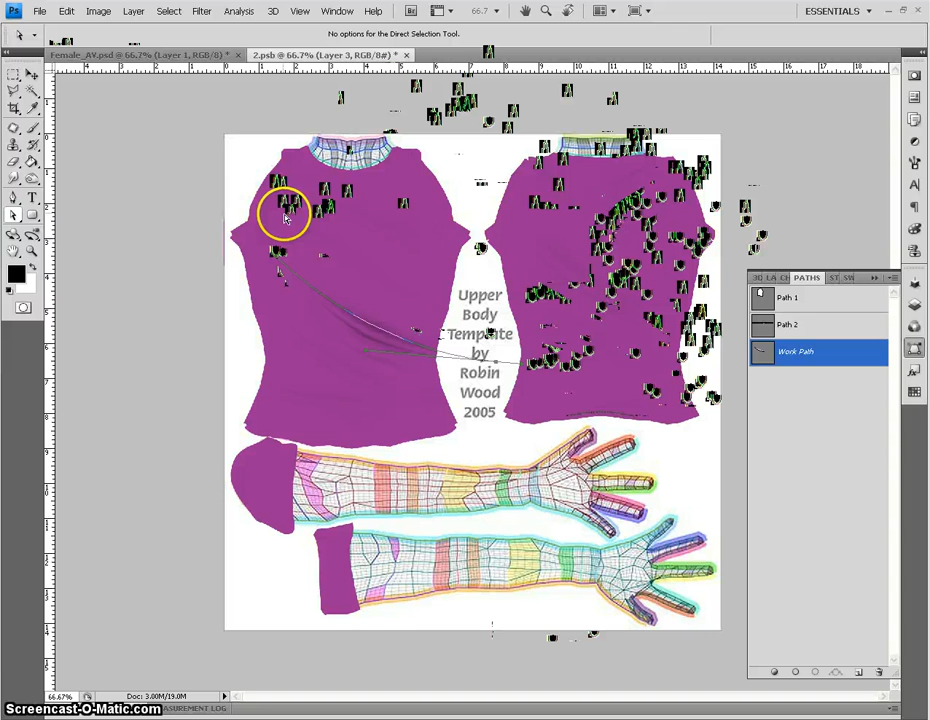 Ps File Edit Image Layer Select Filter Analysis 3D View Window Help Br 66.7 ESSENTIALS
No options for the Direct Selection Tool.
Female_AV.psd @ 66.7% (Layer 1, RGB/8) * × 2.psb @ 66.7% (Layer 3, RGB/8#) * ×
Upper
Body
Template
by
Robin
Wood
2005
PATHS
Path 1
Path 2
Work Path
66.67% Doc: 3.00M/19.0M
Screencast-O-Matic.com
ASUREMENT LOG